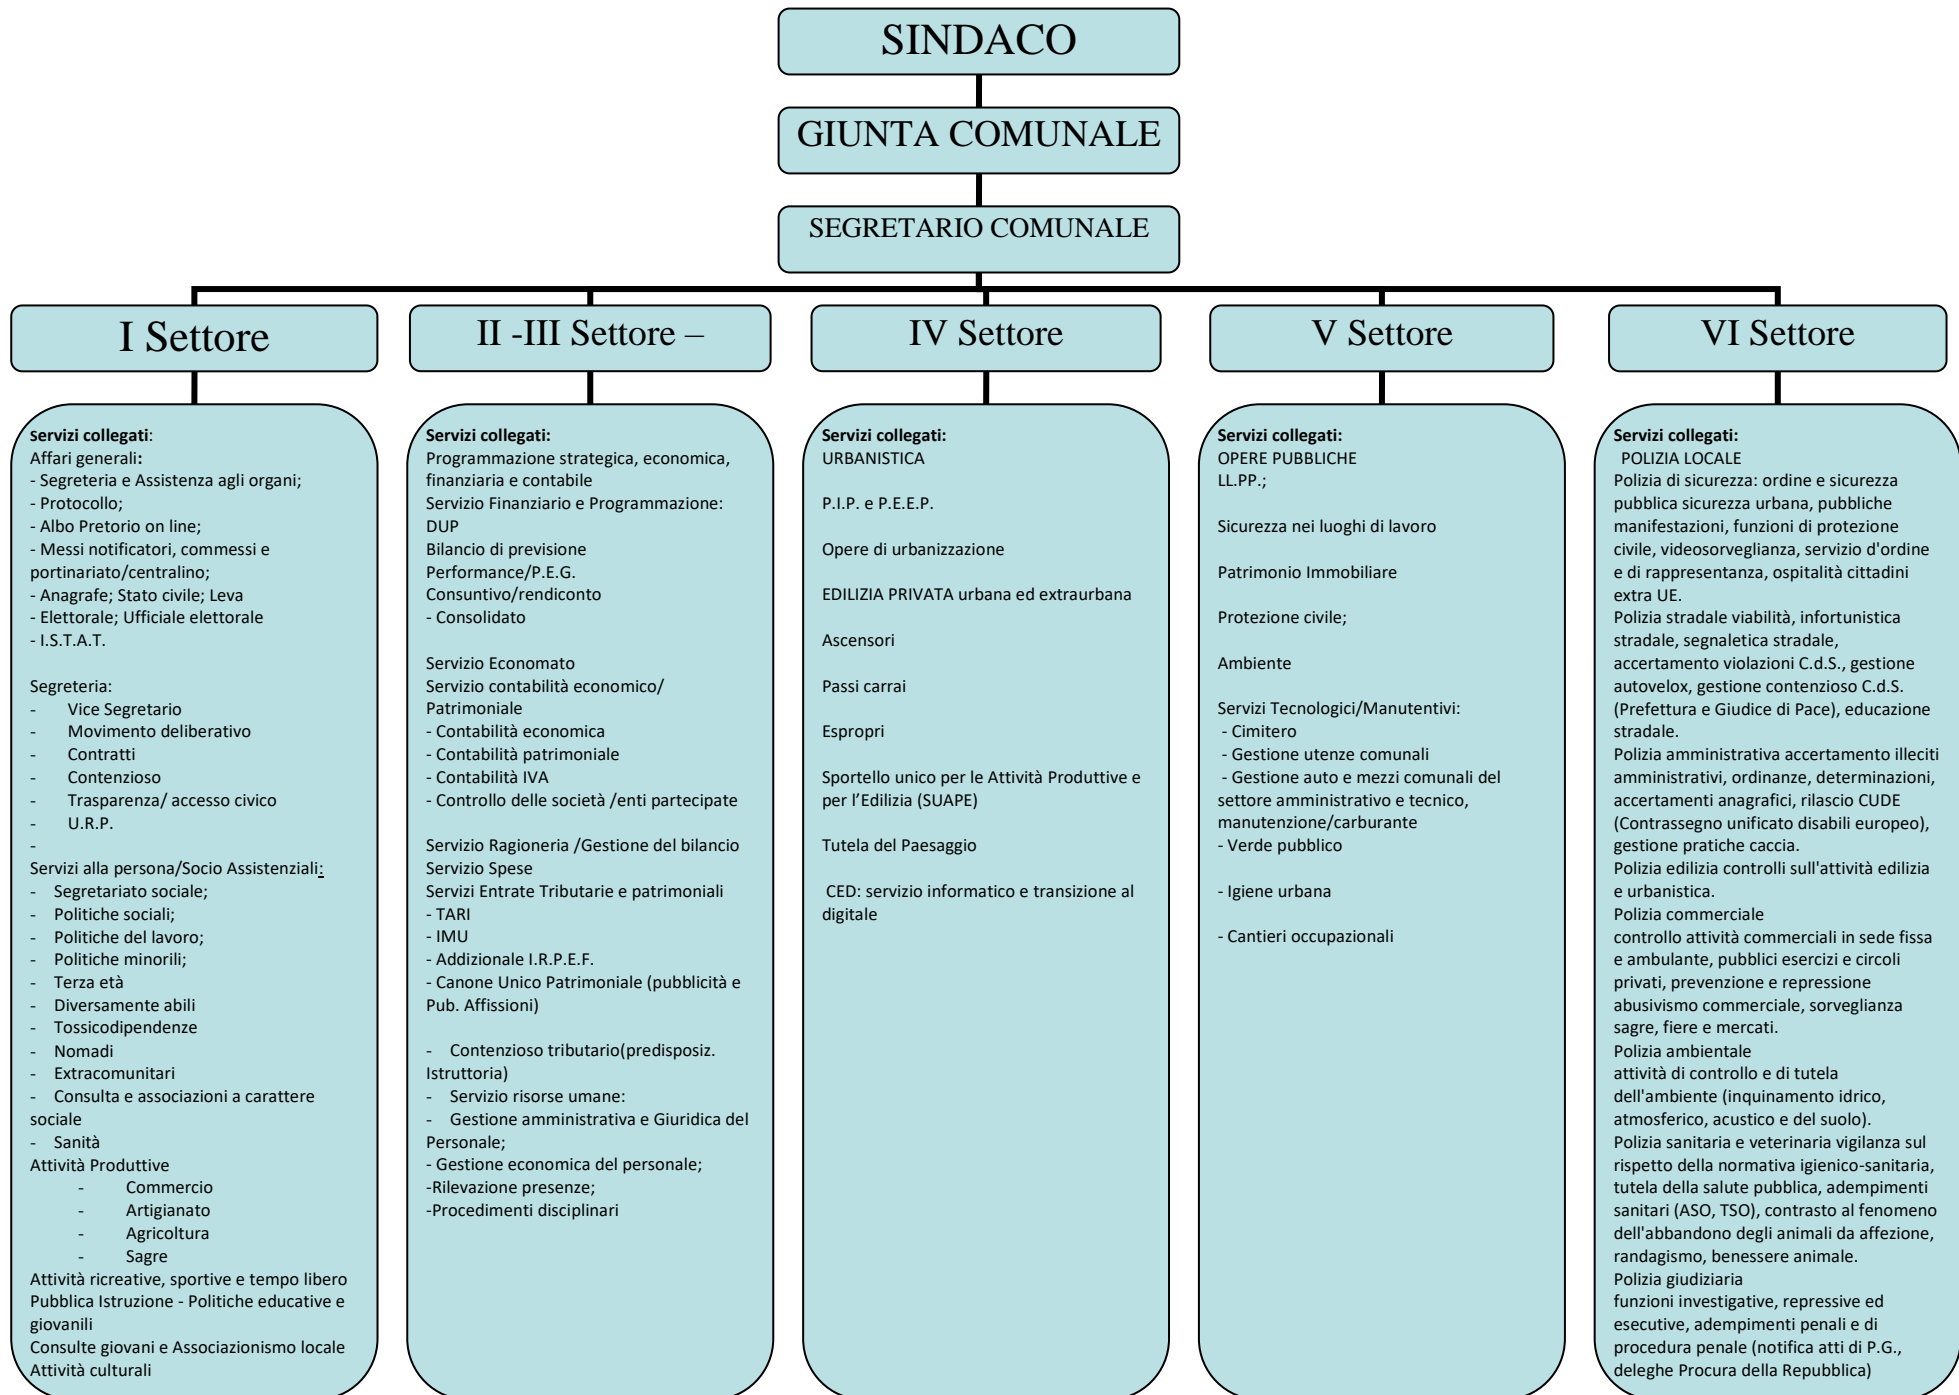 SINDACO
GIUNTA COMUNALE
SEGRETARIO COMUNALE
I Settore
II -III Settore –
IV Settore
V Settore
VI Settore
Servizi collegati:
Affari generali:
- Segreteria e Assistenza agli organi;
- Protocollo;
- Albo Pretorio on line;
- Messi notificatori, commessi e
portinariato/centralino;
- Anagrafe; Stato civile; Leva
- Elettorale; Ufficiale elettorale
- I.S.T.A.T.
Segreteria:
- Vice Segretario
- Movimento deliberativo
- Contratti
- Contenzioso
- Trasparenza/ accesso civico
- U.R.P.
-
Servizi alla persona/Socio Assistenziali:
- Segretariato sociale;
- Politiche sociali;
- Politiche del lavoro;
- Politiche minorili;
- Terza età
- Diversamente abili
- Tossicodipendenze
- Nomadi
- Extracomunitari
- Consulta e associazioni a carattere
sociale
- Sanità
Attività Produttive
- Commercio
- Artigianato
- Agricoltura
- Sagre
Attività ricreative, sportive e tempo libero
Pubblica Istruzione - Politiche educative e
giovanili
Consulte giovani e Associazionismo locale
Attività culturali
Servizi collegati:
Programmazione strategica, economica,
finanziaria e contabile
Servizio Finanziario e Programmazione:
DUP
Bilancio di previsione
Performance/P.E.G.
Consuntivo/rendiconto
- Consolidato
Servizio Economato
Servizio contabilità economico/
Patrimoniale
- Contabilità economica
- Contabilità patrimoniale
- Contabilità IVA
- Controllo delle società /enti partecipate
Servizio Ragioneria /Gestione del bilancio
Servizio Spese
Servizi Entrate Tributarie e patrimoniali
- TARI
- IMU
- Addizionale I.R.P.E.F.
- Canone Unico Patrimoniale (pubblicità e
Pub. Affissioni)
- Contenzioso tributario(predisposiz.
Istruttoria)
- Servizio risorse umane:
- Gestione amministrativa e Giuridica del
Personale;
- Gestione economica del personale;
-Rilevazione presenze;
-Procedimenti disciplinari
Servizi collegati:
URBANISTICA
P.I.P. e P.E.E.P.
Opere di urbanizzazione
EDILIZIA PRIVATA urbana ed extraurbana
Ascensori
Passi carrai
Espropri
Sportello unico per le Attività Produttive e
per l’Edilizia (SUAPE)
Tutela del Paesaggio
CED: servizio informatico e transizione al
digitale
Servizi collegati:
OPERE PUBBLICHE
LL.PP.;
Sicurezza nei luoghi di lavoro
Patrimonio Immobiliare
Protezione civile;
Ambiente
Servizi Tecnologici/Manutentivi:
- Cimitero
- Gestione utenze comunali
- Gestione auto e mezzi comunali del
settore amministrativo e tecnico,
manutenzione/carburante
- Verde pubblico
- Igiene urbana
- Cantieri occupazionali
Servizi collegati:
POLIZIA LOCALE
Polizia di sicurezza: ordine e sicurezza
pubblica sicurezza urbana, pubbliche
manifestazioni, funzioni di protezione
civile, videosorveglianza, servizio d'ordine
e di rappresentanza, ospitalità cittadini
extra UE.
Polizia stradale viabilità, infortunistica
stradale, segnaletica stradale,
accertamento violazioni C.d.S., gestione
autovelox, gestione contenzioso C.d.S.
(Prefettura e Giudice di Pace), educazione
stradale.
Polizia amministrativa accertamento illeciti
amministrativi, ordinanze, determinazioni,
accertamenti anagrafici, rilascio CUDE
(Contrassegno unificato disabili europeo),
gestione pratiche caccia.
Polizia edilizia controlli sull'attività edilizia
e urbanistica.
Polizia commerciale
controllo attività commerciali in sede fissa
e ambulante, pubblici esercizi e circoli
privati, prevenzione e repressione
abusivismo commerciale, sorveglianza
sagre, fiere e mercati.
Polizia ambientale
attività di controllo e di tutela
dell'ambiente (inquinamento idrico,
atmosferico, acustico e del suolo).
Polizia sanitaria e veterinaria vigilanza sul
rispetto della normativa igienico-sanitaria,
tutela della salute pubblica, adempimenti
sanitari (ASO, TSO), contrasto al fenomeno
dell'abbandono degli animali da affezione,
randagismo, benessere animale.
Polizia giudiziaria
funzioni investigative, repressive ed
esecutive, adempimenti penali e di
procedura penale (notifica atti di P.G.,
deleghe Procura della Repubblica)